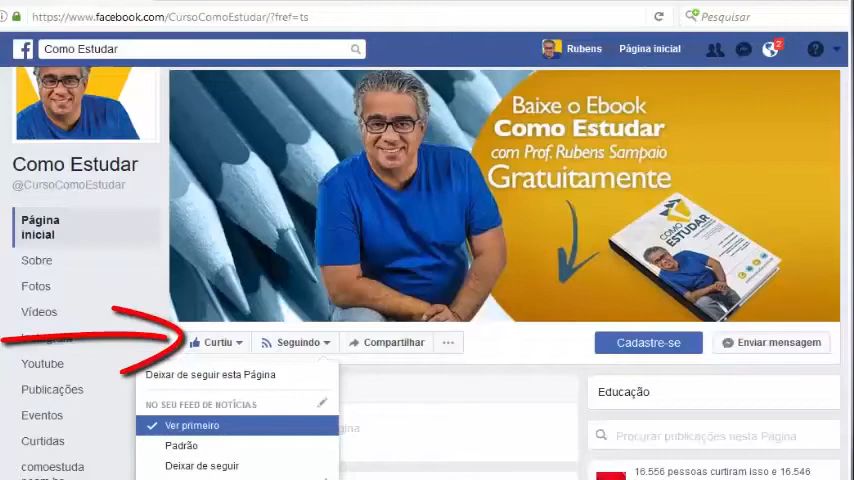 https://www.facebook.com/CursoComoEstudar/?fref=ts
Pesquisar
Como Estudar
Rubens
Página inicial
2
Baixe o Ebook
Como Estudar
com Prof. Rubens Sampaio
Gratuitamente
COMO
ESTUDAR
Como Estudar
@CursoComoEstudar
Página
inicial
Sobre
Fotos
Vídeos
Youtube
Publicações
Eventos
Curtidas
comoestuda
Curtiu
Seguindo
Compartilhar
Cadastre-se
Enviar mensagem
Deixar de seguir esta Página
NO SEU FEED DE NOTÍCIAS
Ver primeiro
Padrão
Deixar de seguir
Educação
Procurar publicações nesta Página
16.556 pessoas curtiram isso e 16.546